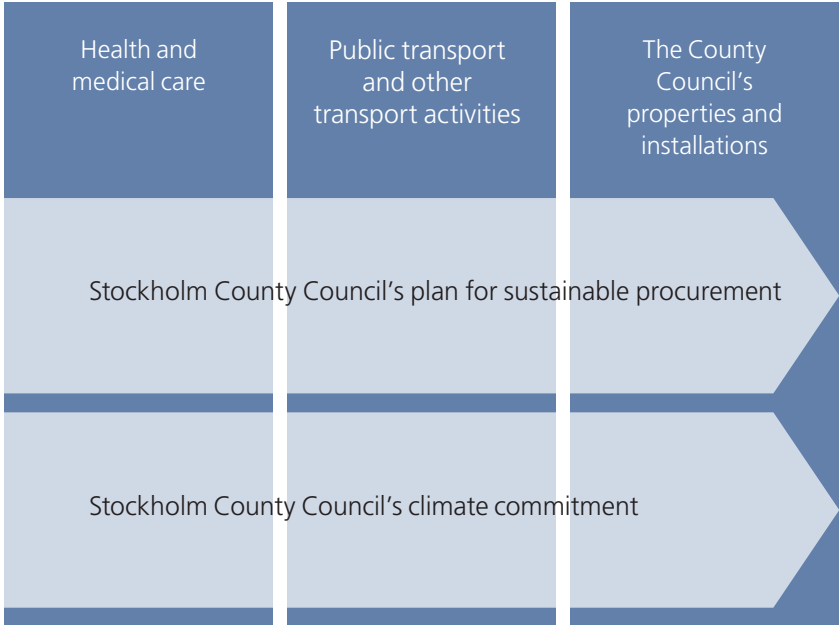 Health and
medical care
Public transport
and other
transport activities
The County
Council’s
properties and
installations
Stockholm County Council’s plan for sustainable procurement
Stockholm County Council’s climate commitment